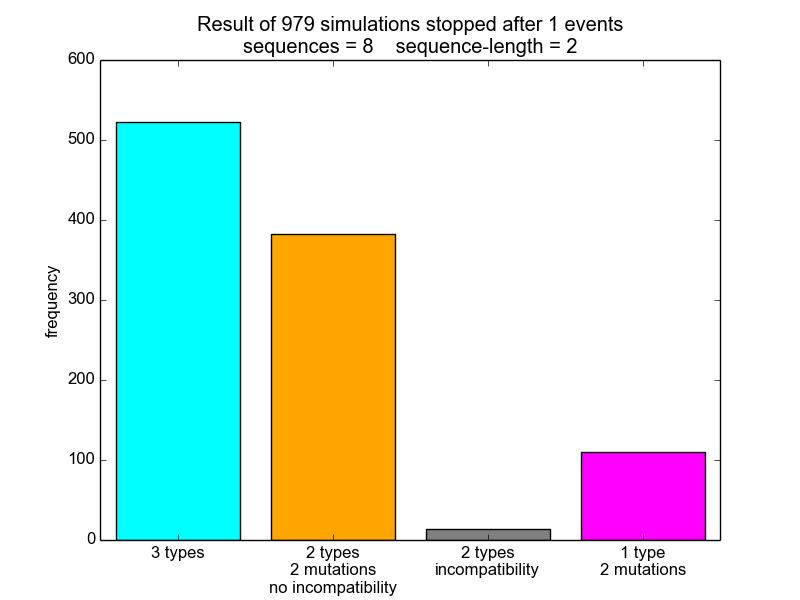 Result of 979 simulations stopped after 1 events
sequences = 8    sequence-length = 2
600
500
400
300
200
100
0
frequency
3 types
2 types
2 mutations
no incompatibility
2 types
incompatibility
1 type
2 mutations